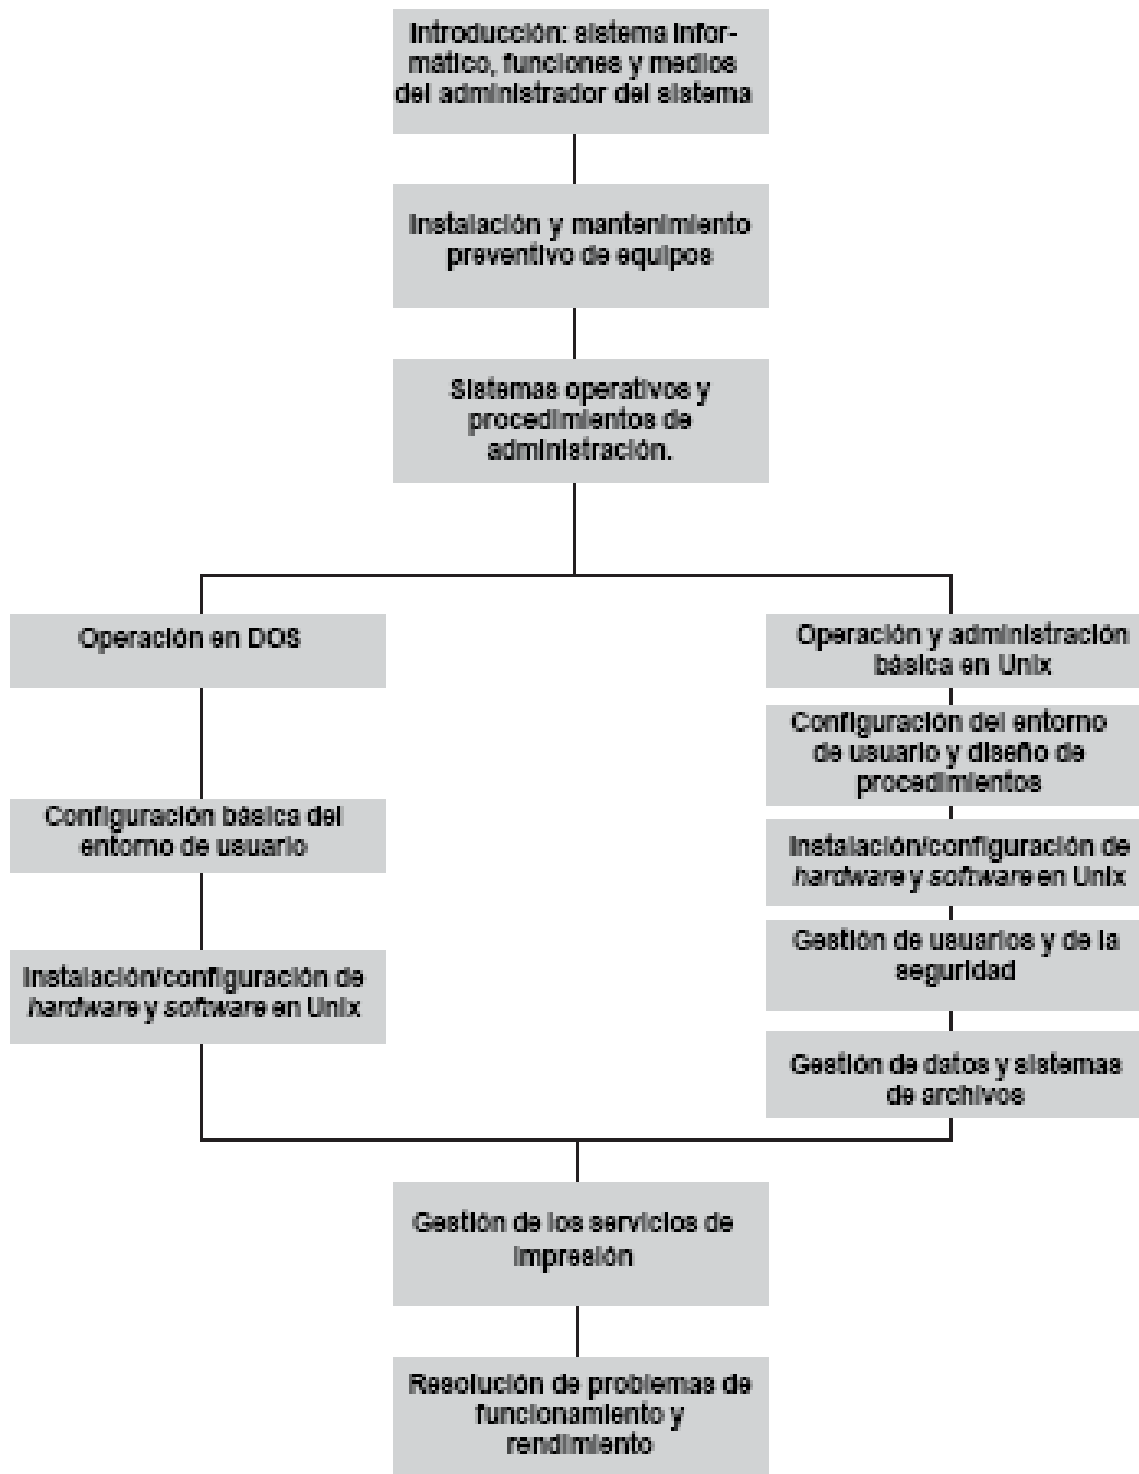 Introducción: sistema infor-
mático, funciones y medios
del administrador del sistema
Instalación y mantenimiento
preventivo de equipos
Sistemas operativos y
procedimientos de
administración.
Operación en DOS
Configuración básica del
entorno de usuario
Instalación/configuración de
hardware y software en Unix
Operación y administración
básica en Unix
Configuración del entorno
de usuario y diseño de
procedimientos
Instalación/configuración de
hardware y software en Unix
Gestión de usuarios y de la
seguridad
Gestión de datos y sistemas
de archivos
Gestión de los servicios de
impresión
Resolución de problemas de
funcionamiento y
rendimiento